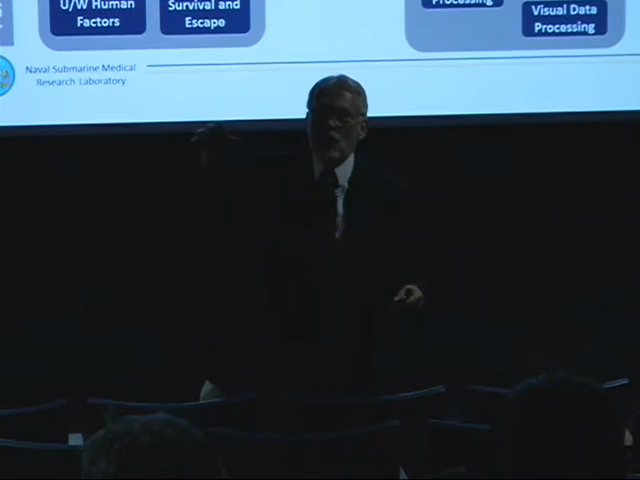 U/W Human
Factors
Survival and
Escape
Processing
Visual Data
Processing
Naval Submarine Medical
Research Laboratory